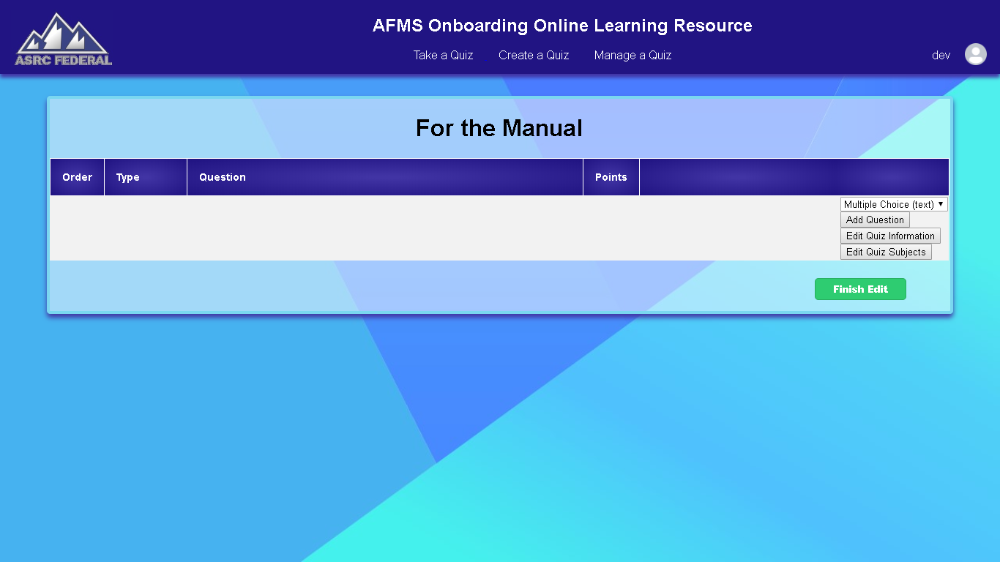 AFMS Onboarding Online Learning Resource
ASRC FEDERAL
Take a Quiz Create a Quiz Manage a Quiz dev
For the Manual
Order Type Question Points
Multiple Choice (text)
Add Question
Edit Quiz Information
Edit Quiz Subjects
Finish Edit